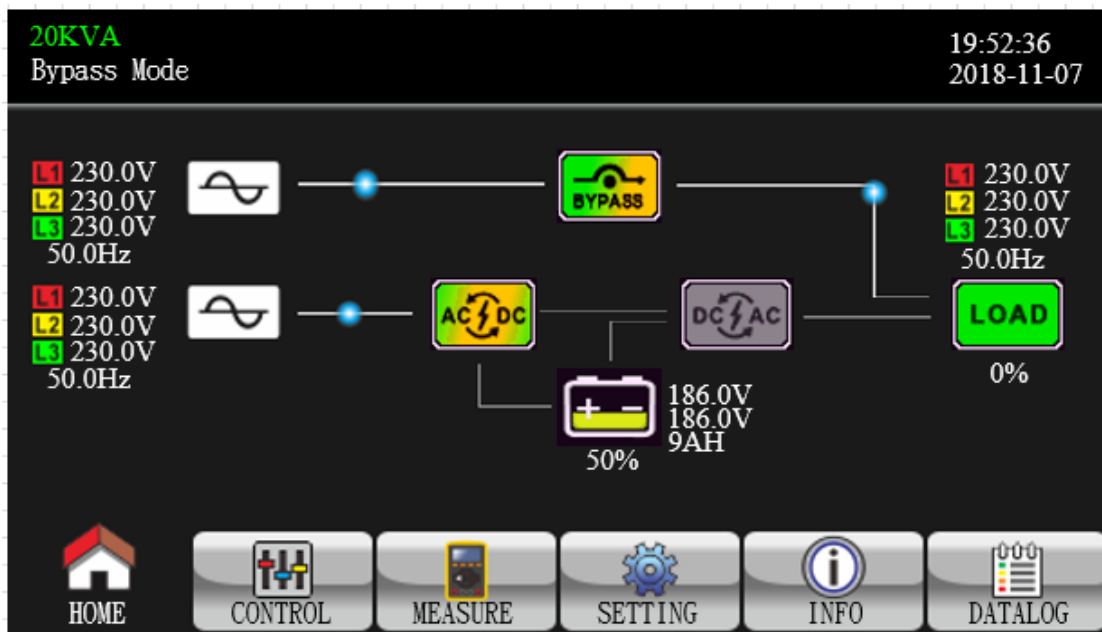 20KVA
Bypass Mode
19:52:36
2018-11-07
L1 230.0V
L2 230.0V
L3 230.0V
50.0Hz
BYPASS
L1 230.0V
L2 230.0V
L3 230.0V
50.0Hz
L1 230.0V
L2 230.0V
L3 230.0V
50.0Hz
AC DC
DC AC
LOAD
0%
+ −
186.0V
186.0V
9AH
50%
HOME
CONTROL
MEASURE
SETTING
INFO
DATALOG